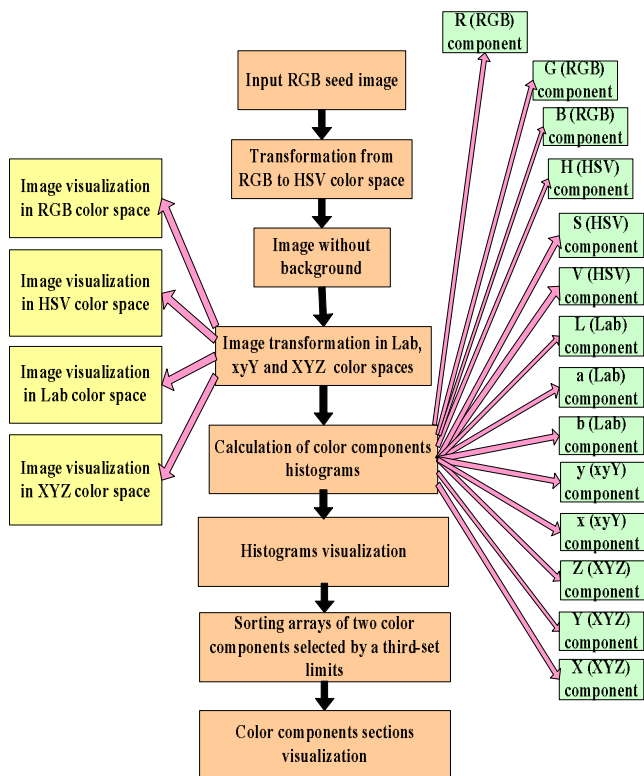 Input RGB seed image
Transformation from
RGB to HSV color space
Image without
background
Image transformation in Lab,
xyY and XYZ color spaces
Calculation of color components
histograms
Histograms visualization
Sorting arrays of two color
components selected by a third-set
limits
Color components sections
visualization
Image visualization
in RGB color space
Image visualization
in HSV color space
Image visualization
in Lab color space
Image visualization
in XYZ color space
R (RGB)
component
G (RGB)
component
B (RGB)
component
H (HSV)
component
S (HSV)
component
V (HSV)
component
L (Lab)
component
a (Lab)
component
b (Lab)
component
y (xyY)
component
x (xyY)
component
Z (XYZ)
component
Y (XYZ)
component
X (XYZ)
component